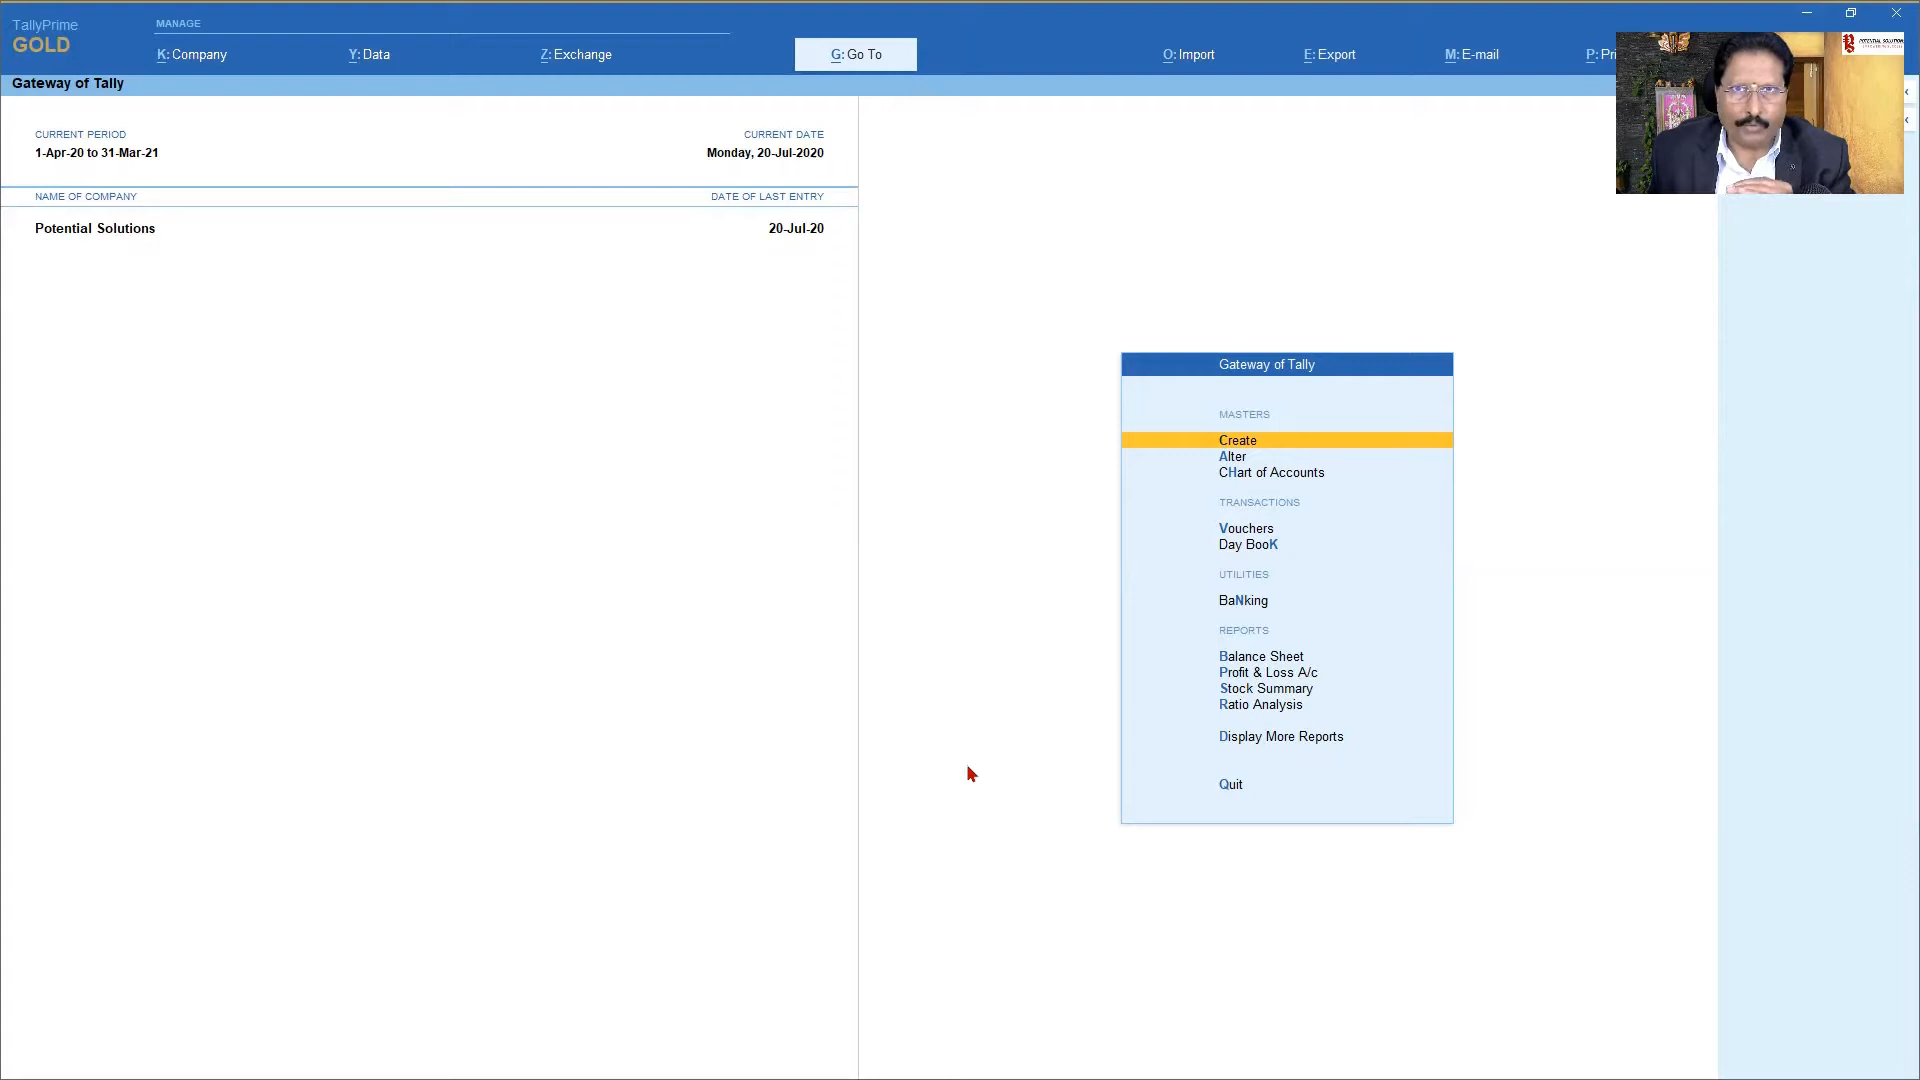 TallyPrime
GOLD
MANAGE
K: Company
Y: Data
Z: Exchange
G: Go To
O: Import
E: Export
M: E-mail
P: Pri
POTENTIAL SOLUTIONS
Gateway of Tally
CURRENT PERIOD
CURRENT DATE
1-Apr-20 to 31-Mar-21
Monday, 20-Jul-2020
NAME OF COMPANY
DATE OF LAST ENTRY
Potential Solutions
20-Jul-20
Gateway of Tally
MASTERS
Create
Alter
CHart of Accounts
TRANSACTIONS
Vouchers
Day BooK
UTILITIES
BaNking
REPORTS
Balance Sheet
Profit & Loss A/c
Stock Summary
Ratio Analysis
Display More Reports
Quit